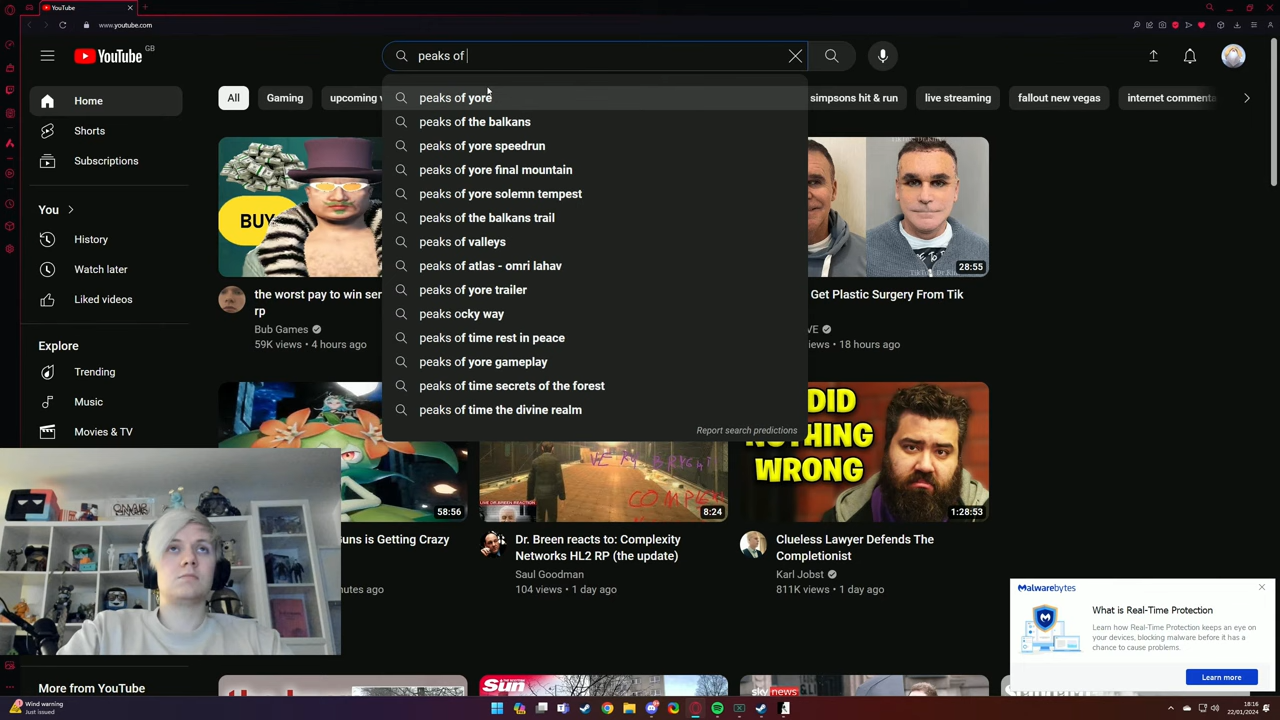 YouTube
www.youtube.com
YouTube GB
peaks of
Home
Shorts
Subscriptions
You
History
Watch later
Liked videos
Explore
Trending
Music
Movies & TV
More from YouTube
All
Gaming
upcoming
simpsons hit & run
live streaming
fallout new vegas
internet commenta
peaks of yore
peaks of the balkans
peaks of yore speedrun
peaks of yore final mountain
peaks of yore solemn tempest
peaks of the balkans trail
peaks of valleys
peaks of atlas - omri lahav
peaks of yore trailer
peaks ocky way
peaks of time rest in peace
peaks of yore gameplay
peaks of time secrets of the forest
peaks of time the divine realm
Report search predictions
BUY
the worst pay to win ser
rp
Bub Games
59K views • 4 hours ago
28:55
Get Plastic Surgery From Tik
VE
ws • 18 hours ago
58:56
Guns is Getting Crazy
nutes ago
COMPLEX
8:24
Dr. Breen reacts to: Complexity
Networks HL2 RP (the update)
Saul Goodman
104 views • 1 day ago
DID
NOTHING
WRONG
1:28:53
Clueless Lawyer Defends The
Completionist
Karl Jobst
811K views • 1 day ago
ON AIR
Malwarebytes
What is Real-Time Protection
Learn how Real-Time Protection keeps an eye on
your devices, blocking malware before it has a
chance to cause problems.
Learn more
Sun
sky news
Wind warning
Just issued
18:16
22/01/2024